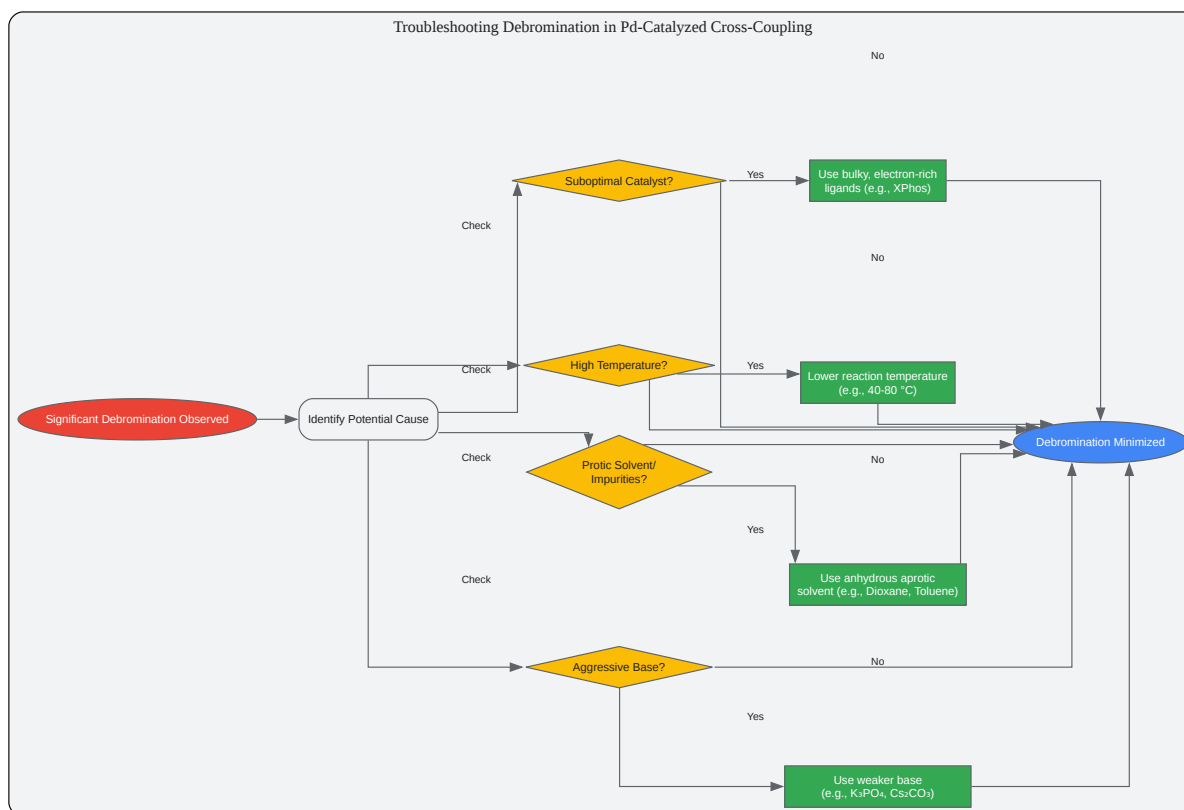 Troubleshooting Debromination in Pd-Catalyzed Cross-Coupling
No
Suboptimal Catalyst?
Yes
Use bulky, electron-rich
ligands (e.g., XPhos)
Check
No
High Temperature?
Yes
Check
Lower reaction temperature
(e.g., 40-80 °C)
Significant Debromination Observed
Identify Potential Cause
Debromination Minimized
Check
Protic Solvent/
Impurities?
No
Yes
Check
Use anhydrous aprotic
solvent (e.g., Dioxane, Toluene)
Aggressive Base?
No
Yes
Use weaker base
(e.g., K₃PO₄, Cs₂CO₃)